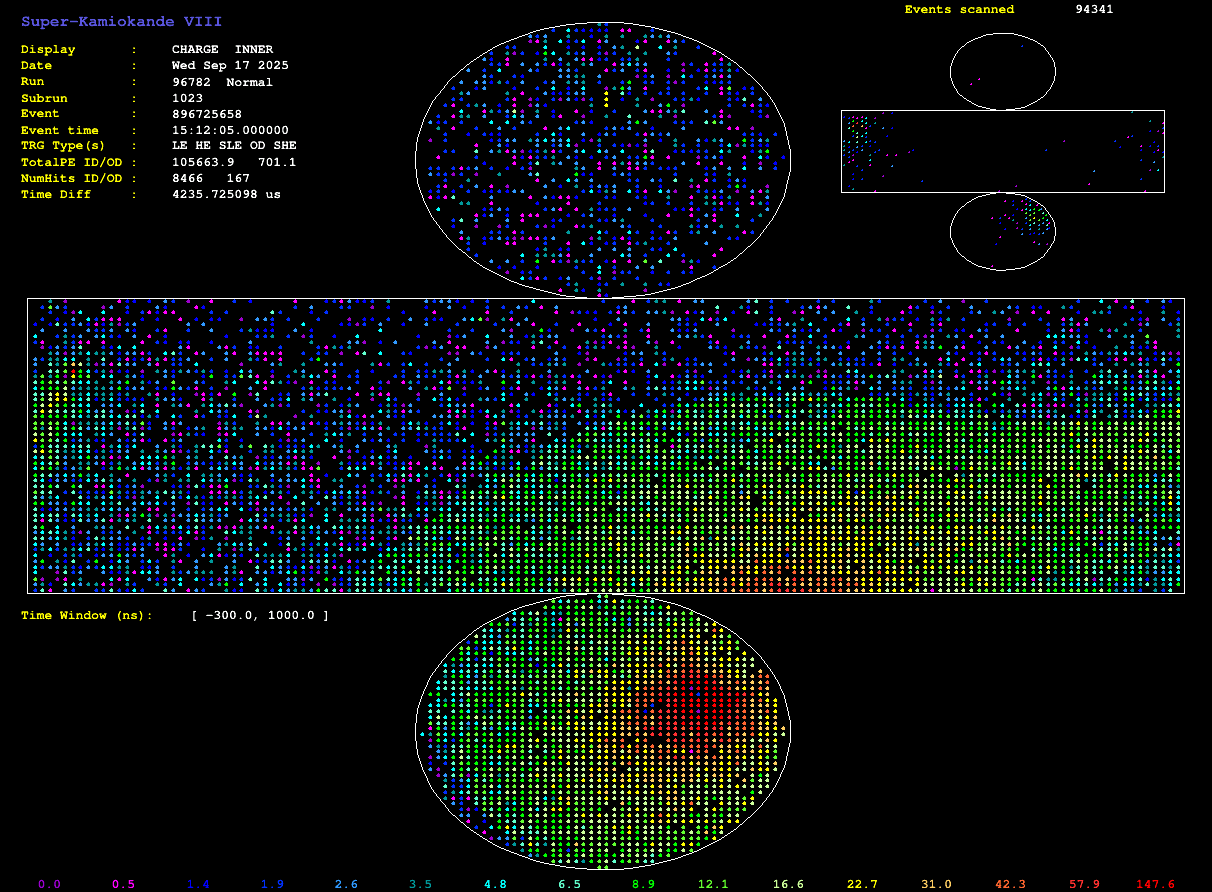 Super-Kamiokande VIII
Events scanned 94341
Display : CHARGE INNER
Date : Wed Sep 17 2025
Run : 96782 Normal
Subrun : 1023
Event : 896725658
Event time : 15:12:05.000000
TRG Type(s) : LE HE SLE OD SHE
TotalPE ID/OD : 105663.9 701.1
NumHits ID/OD : 8466 167
Time Diff : 4235.725098 us
Time Window (ns): [ -300.0, 1000.0 ]
0.0 0.5 1.4 1.9 2.6 3.5 4.8 6.5 8.9 12.1 16.6 22.7 31.0 42.3 57.9 147.6